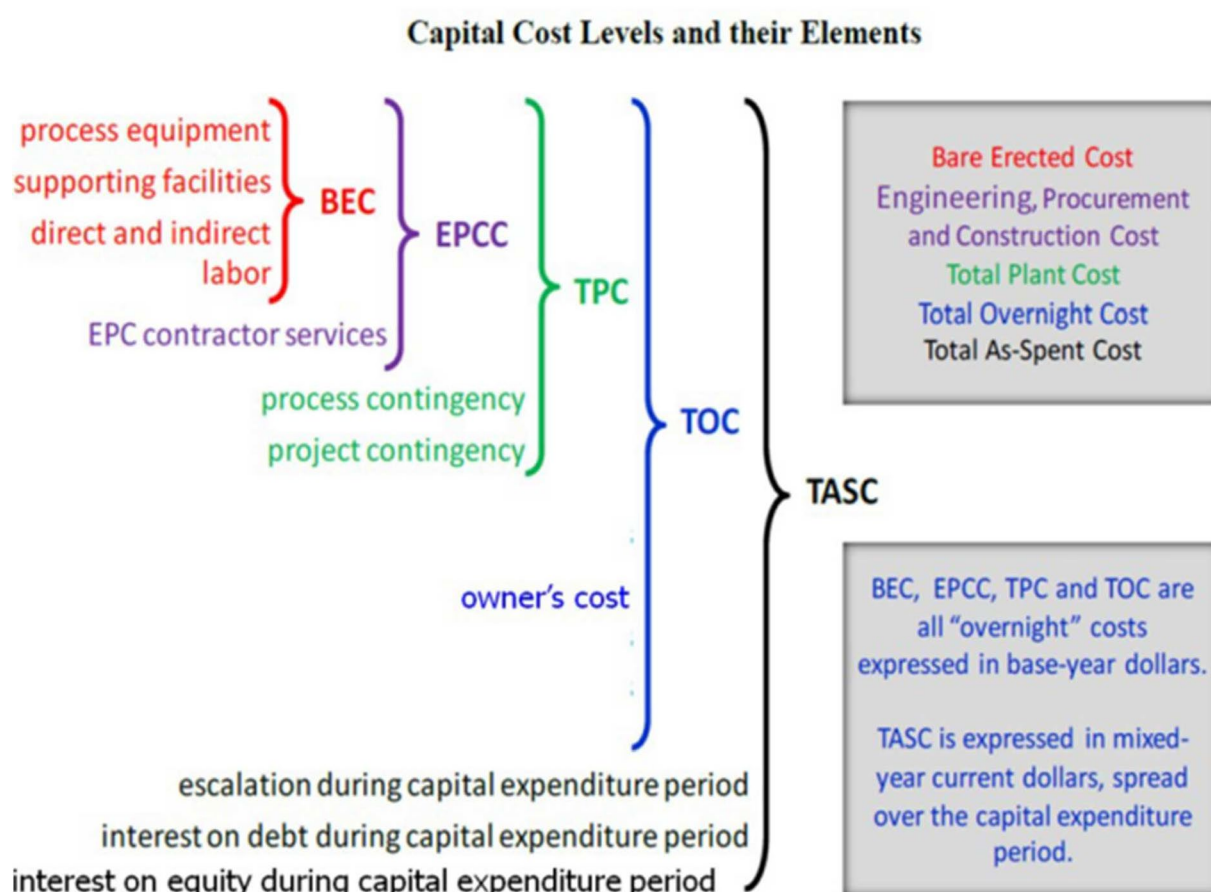 Capital Cost Levels and their Elements
process equipment
supporting facilities
direct and indirect
labor
BEC
EPC contractor services
EPCC
process contingency
project contingency
TPC
owner's cost
TOC
escalation during capital expenditure period
interest on debt during capital expenditure period
interest on equity during capital expenditure period
TASC
Bare Erected Cost
Engineering, Procurement
and Construction Cost
Total Plant Cost
Total Overnight Cost
Total As-Spent Cost
BEC, EPCC, TPC and TOC are
all “overnight” costs
expressed in base-year dollars.
TASC is expressed in mixed-
year current dollars, spread
over the capital expenditure
period.